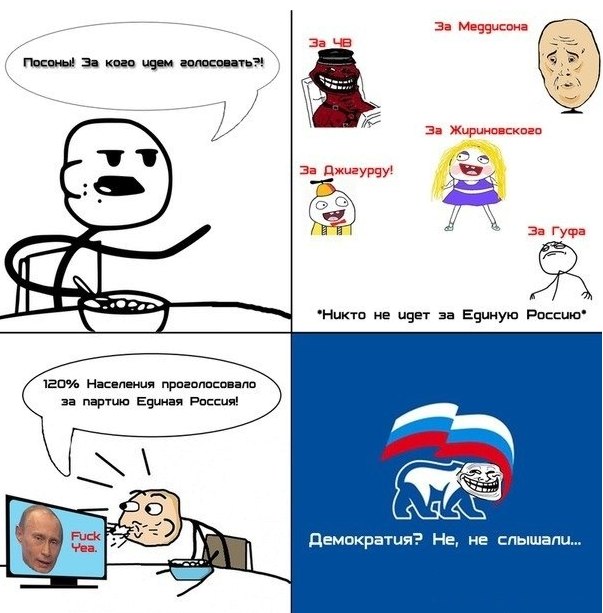 Посоны! За кого идем голосовать?!
За ЧВ
За Меддисона
За Жириновского
За Джигурду!
За Гуфа
*Никто не идет за Единую Россию*
120% Населения проголосовало
за партию Единая Россия!
Fuck
Yea.
Демократия? Не, не слышали...